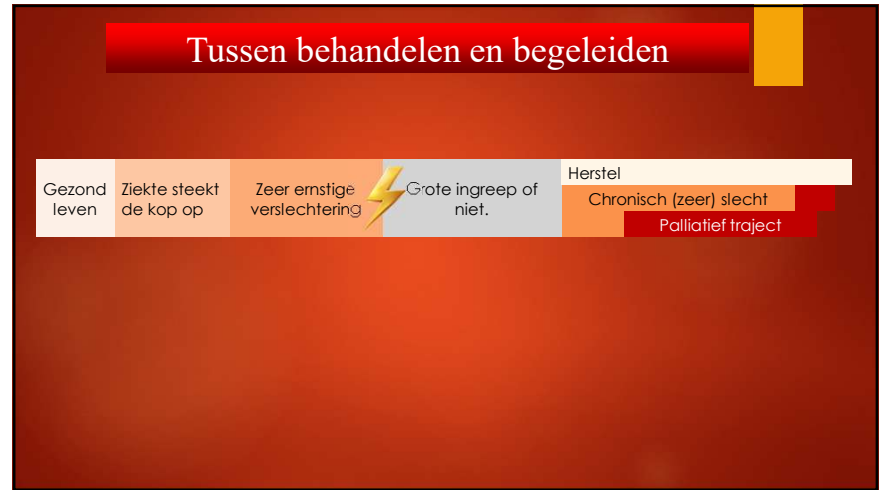 Tussen behandelen en begeleiden
Gezond
leven
Ziekte steekt
de kop op
Zeer ernstige
verslechtering
Grote ingreep of
niet.
Herstel
Chronisch (zeer) slecht
Palliatief traject